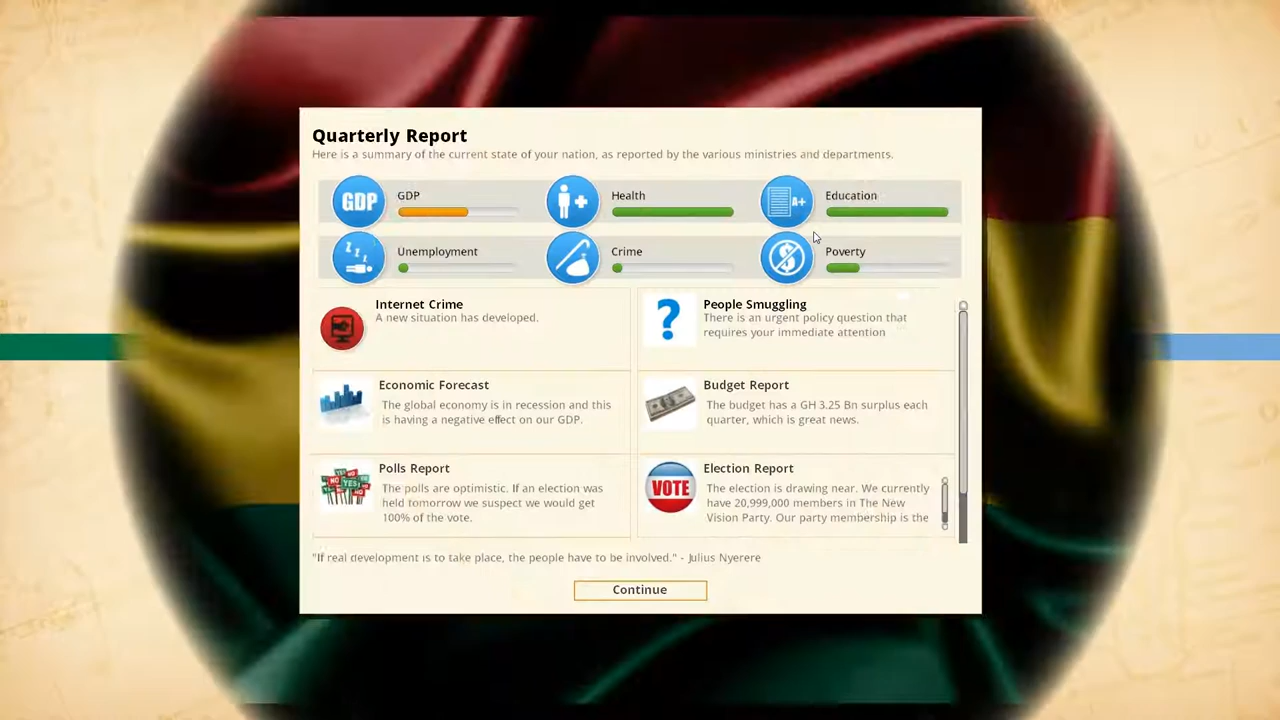 Quarterly Report
Here is a summary of the current state of your nation, as reported by the various ministries and departments.
GDP
GDP
Health
A+
Education
Z Z Z
Unemployment
Crime
$
Poverty
Internet Crime
A new situation has developed.
?
People Smuggling
There is an urgent policy question that
requires your immediate attention
Economic Forecast
The global economy is in recession and this
is having a negative effect on our GDP.
Budget Report
The budget has a GH 3.25 Bn surplus each
quarter, which is great news.
YES
NO
YES
NO
Polls Report
The polls are optimistic. If an election was
held tomorrow we suspect we would get
100% of the vote.
VOTE
Election Report
The election is drawing near. We currently
have 20,999,000 members in The New
Vision Party. Our party membership is the
"If real development is to take place, the people have to be involved." - Julius Nyerere
Continue